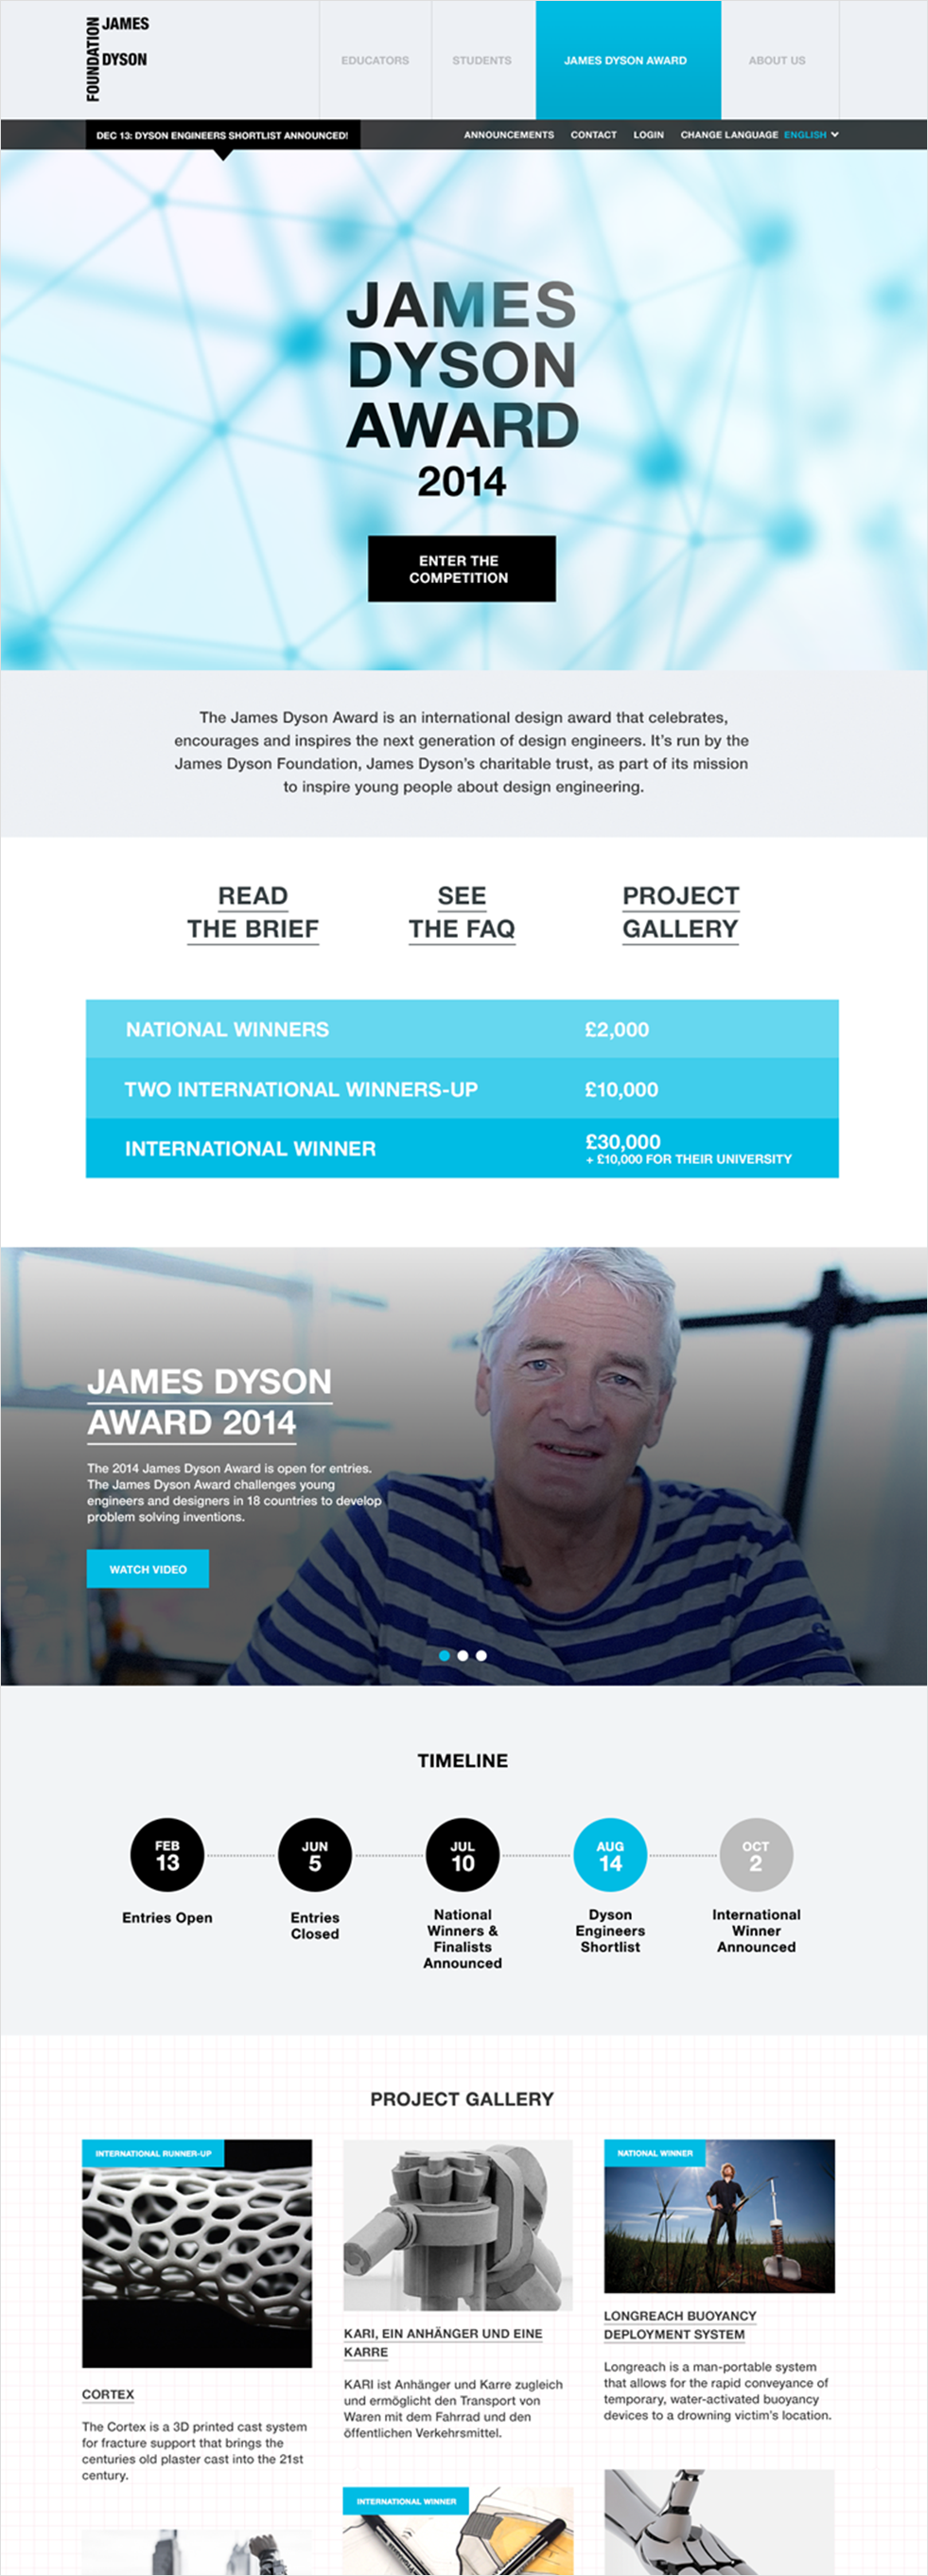 FOUNDATION
JAMES
DYSON
EDUCATORS
STUDENTS
JAMES DYSON AWARD
ABOUT US
DEC 13: DYSON ENGINEERS SHORTLIST ANNOUNCED!
ANNOUNCEMENTS
CONTACT
LOGIN
CHANGE LANGUAGE ENGLISH
JAMES
DYSON
AWARD
2014
ENTER THE
COMPETITION
The James Dyson Award is an international design award that celebrates,
encourages and inspires the next generation of design engineers. It's run by the
James Dyson Foundation, James Dyson's charitable trust, as part of its mission
to inspire young people about design engineering.
READ
THE BRIEF
SEE
THE FAQ
PROJECT
GALLERY
NATIONAL WINNERS
£2,000
TWO INTERNATIONAL WINNERS-UP
£10,000
INTERNATIONAL WINNER
£30,000
+ £10,000 FOR THEIR UNIVERSITY
JAMES DYSON
AWARD 2014
The 2014 James Dyson Award is open for entries.
The James Dyson Award challenges young
engineers and designers in 18 countries to develop
problem solving inventions.
WATCH VIDEO
TIMELINE
FEB
13
Entries Open
JUN
5
Entries
Closed
JUL
10
National
Winners &
Finalists
Announced
AUG
14
Dyson
Engineers
Shortlist
OCT
2
International
Winner
Announced
PROJECT GALLERY
INTERNATIONAL RUNNER-UP
CORTEX
The Cortex is a 3D printed cast system
for fracture support that brings the
centuries old plaster cast into the 21st
century.
KARI, EIN ANHÄNGER UND EINE
KARRE
KARI ist Anhänger und Karre zugleich
und ermöglicht den Transport von
Waren mit dem Fahrrad und den
öffentlichen Verkehrsmittel.
INTERNATIONAL WINNER
NATIONAL WINNER
LONGREACH BUOYANCY
DEPLOYMENT SYSTEM
Longreach is a man-portable system
that allows for the rapid conveyance of
temporary, water-activated buoyancy
devices to a drowning victim's location.